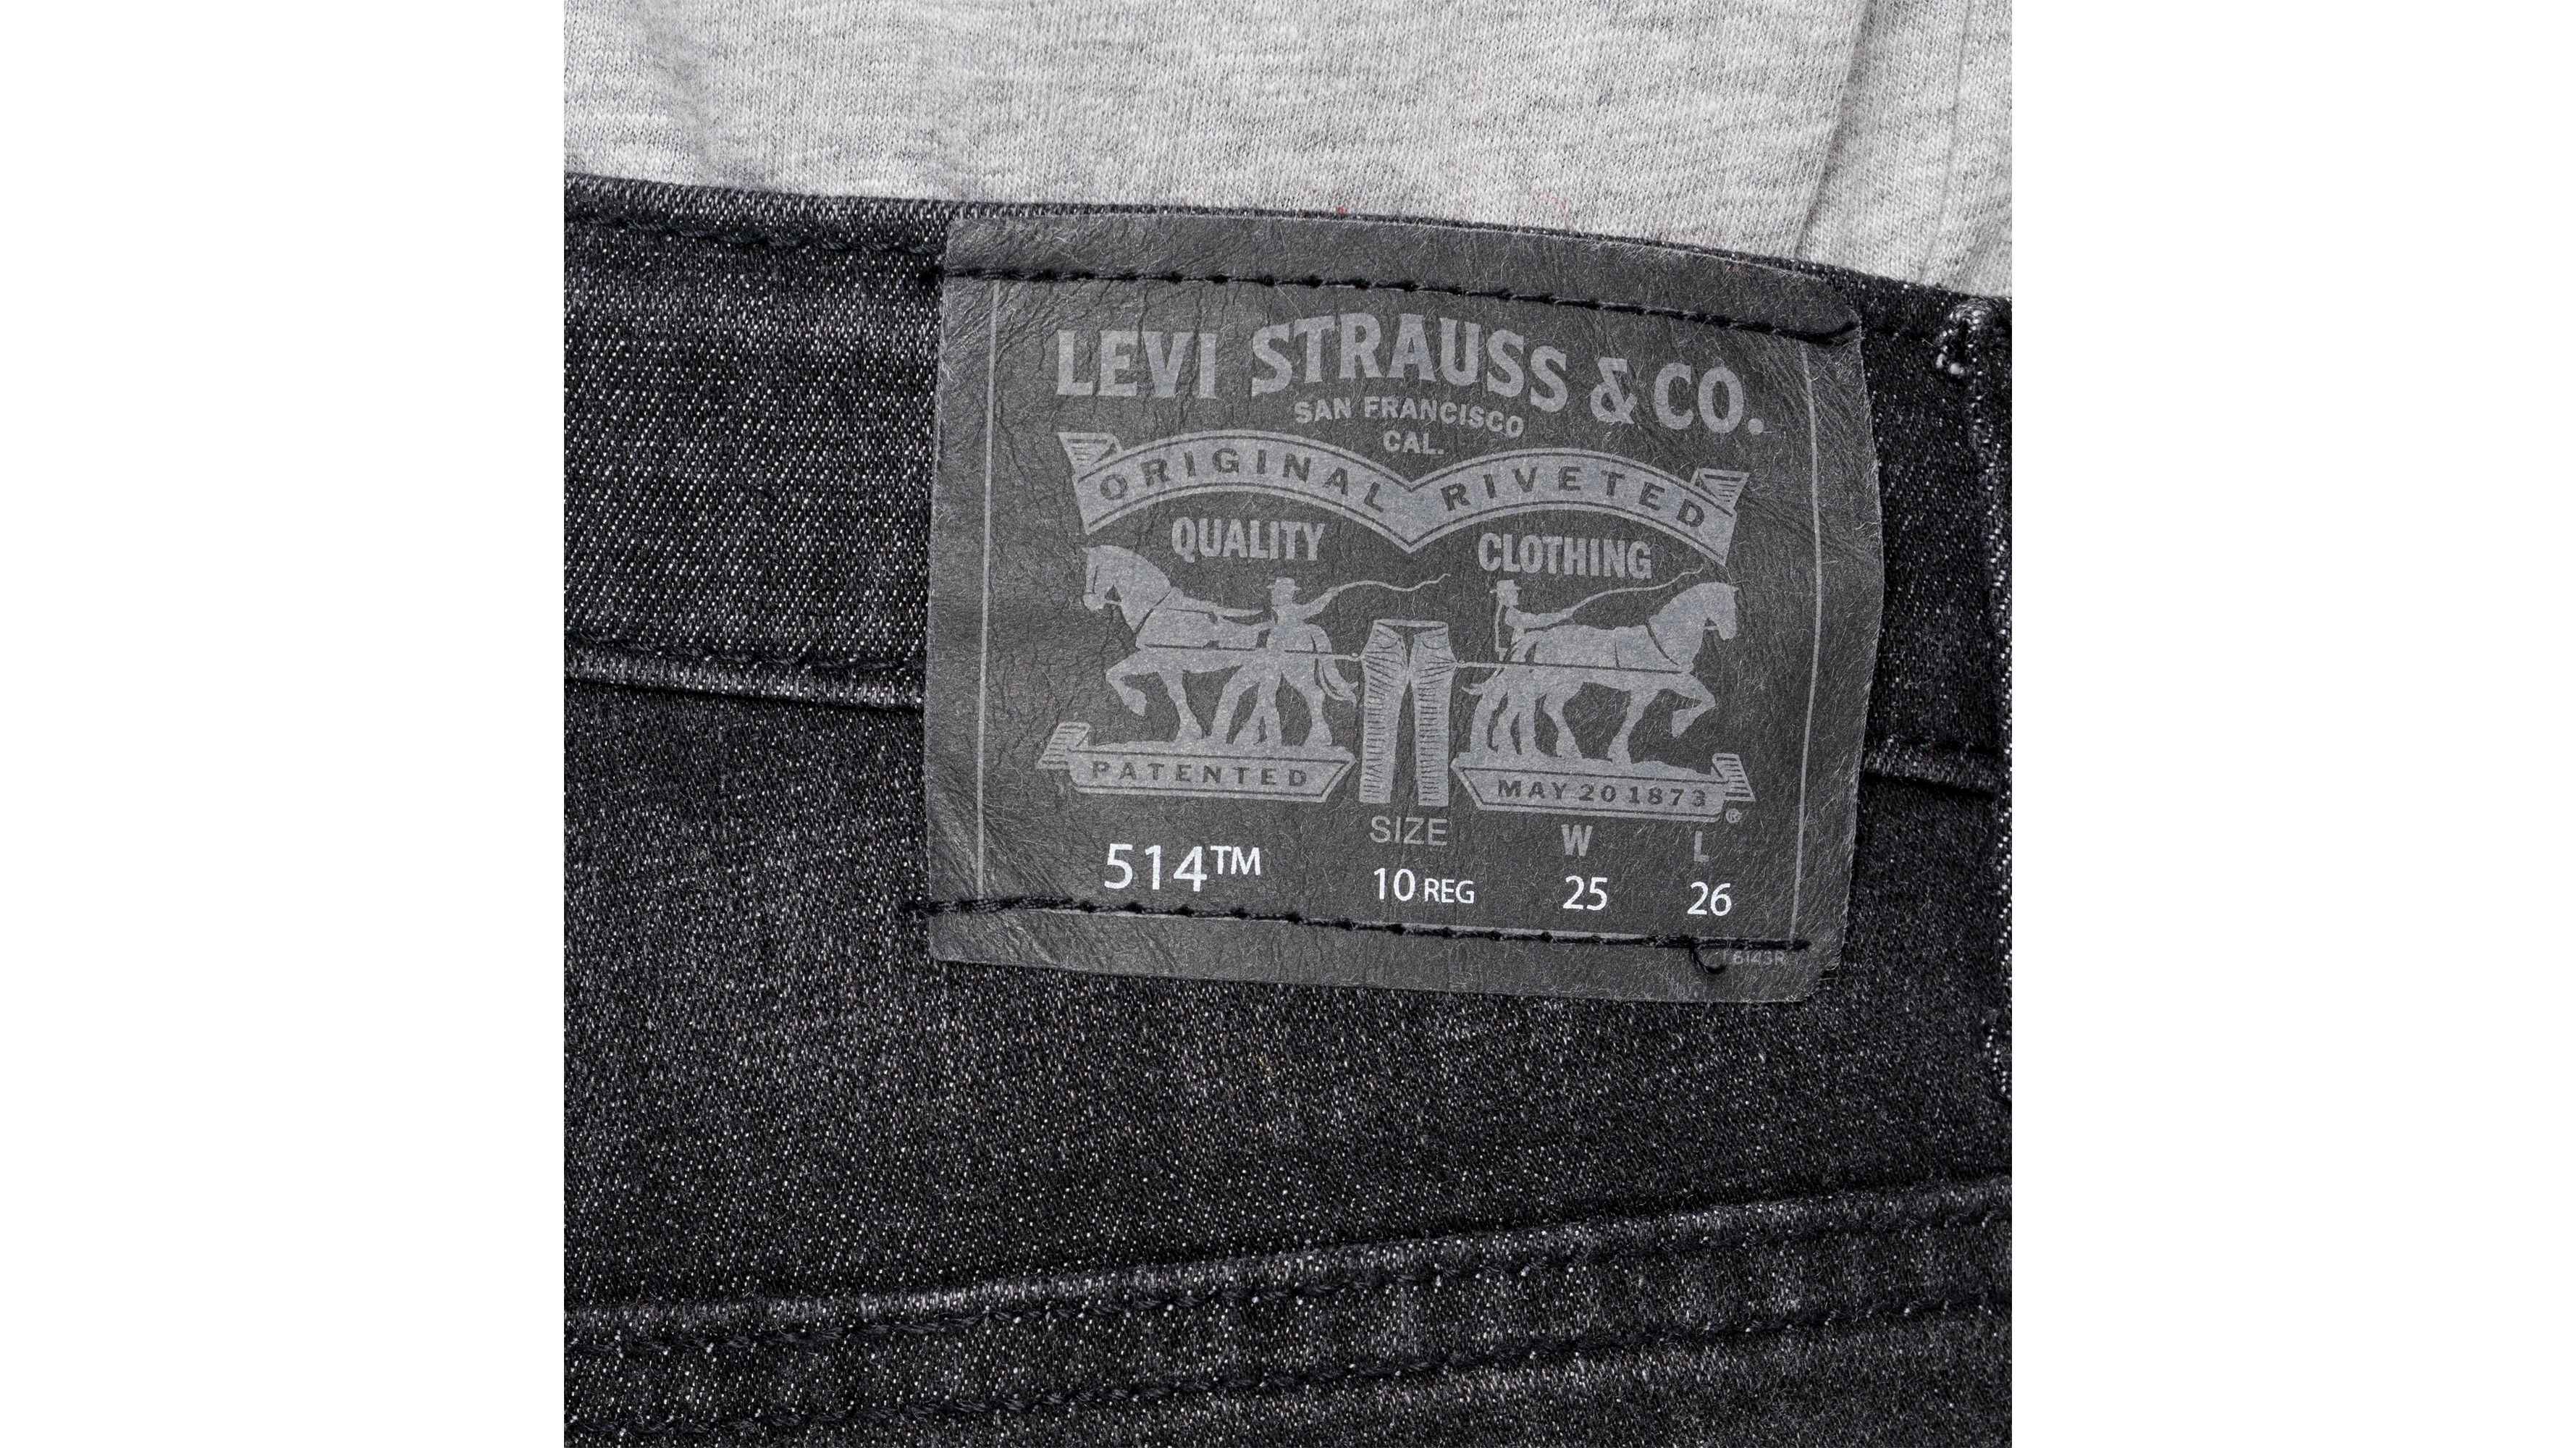 LEVI STRAUSS & CO.
SAN FRANCISCO
CAL.
ORIGINAL RIVETED
QUALITY CLOTHING
PATENTED MAY 20 1873 ®
SIZE W L
514™ 10 REG 25 26